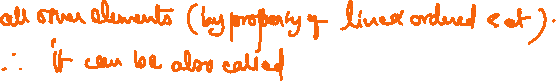 all other elements (by property of linear ordered set).
∴ it can be also called